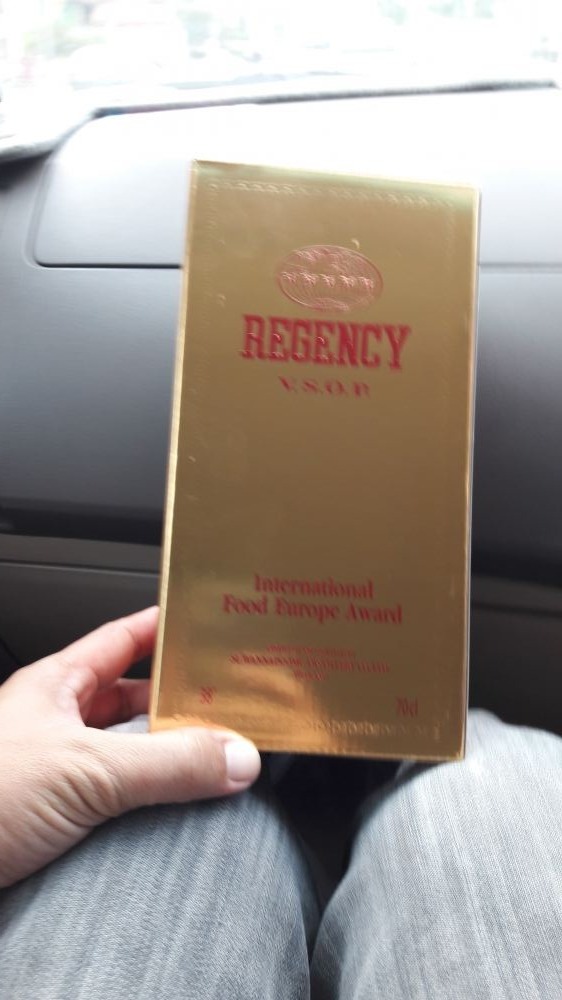 REGENCY
V.S.O.P.
International
Food Europe Award
38°
70cl